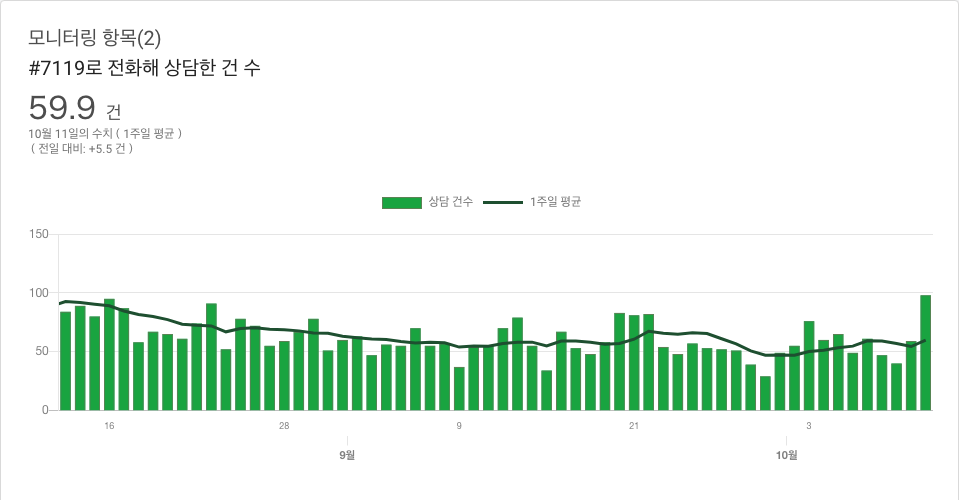 모니터링 항목(2)
#7119로 전화해 상담한 건 수
59.9 건
10월 11일의 수치 ( 1주일 평균 )
( 전일 대비: +5.5 건 )
상담 건수 1주일 평균
150
100
50
0
16 28 9 21 3
9월 10월